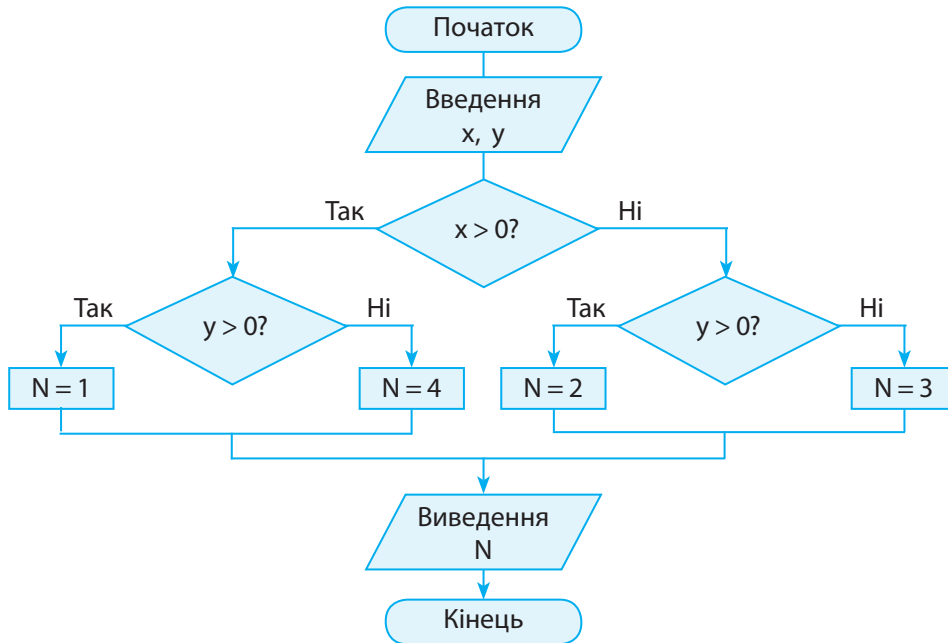 Початок
Введення
x, y
Так
Ні
x > 0?
Так
Ні
Так
Ні
y > 0?
y > 0?
N = 1
N = 4
N = 2
N = 3
Виведення
N
Кінець